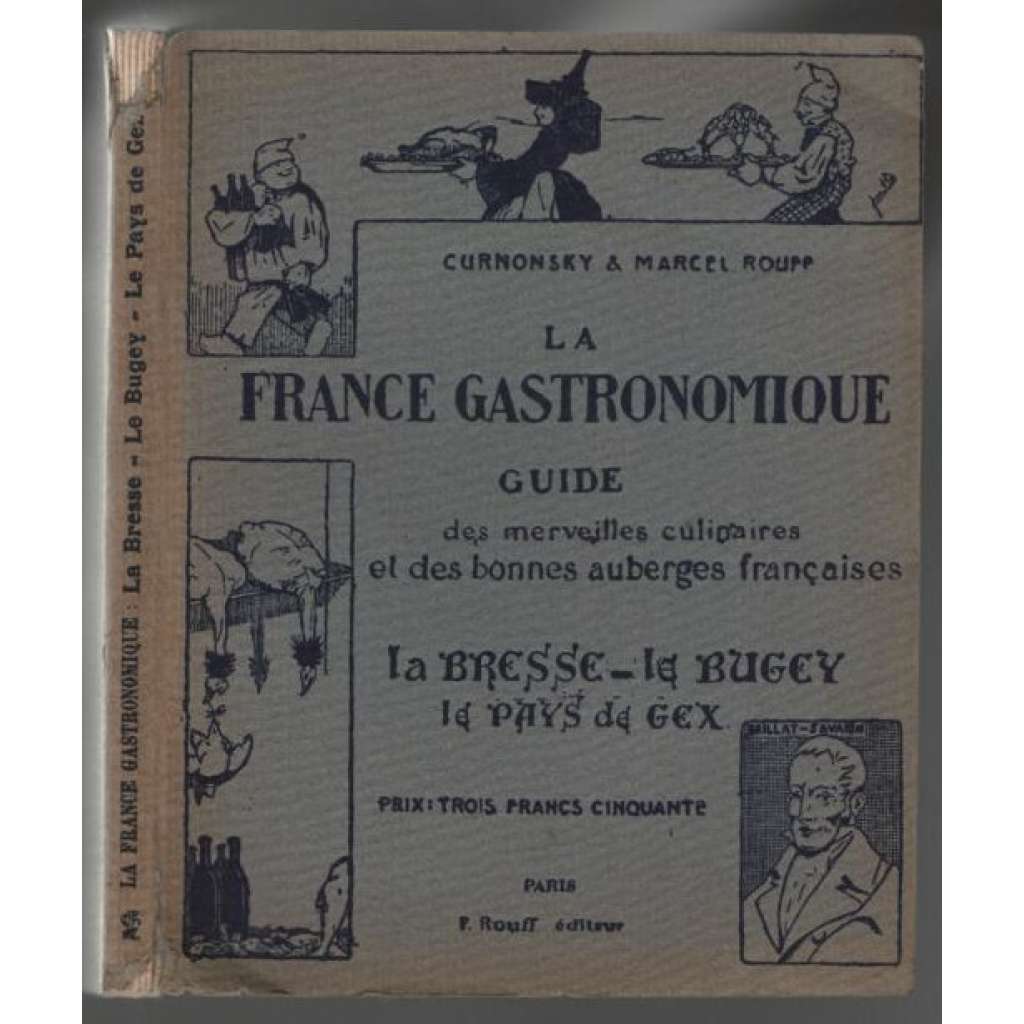 CURNONSKY & MARCEL ROUFF
LA
FRANCE GASTRONOMIQUE
GUIDE
des merveilles culinaires
et des bonnes auberges françaises
la BRESSE - le BUGEY
le PAYS de GEX
BRILLAT-SAVARIN
PRIX: TROIS FRANCS CINQUANTE
PARIS
F. Rouff éditeur
LA FRANCE GASTRONOMIQUE: La Bresse - Le Bugey - Le Pays de Gex